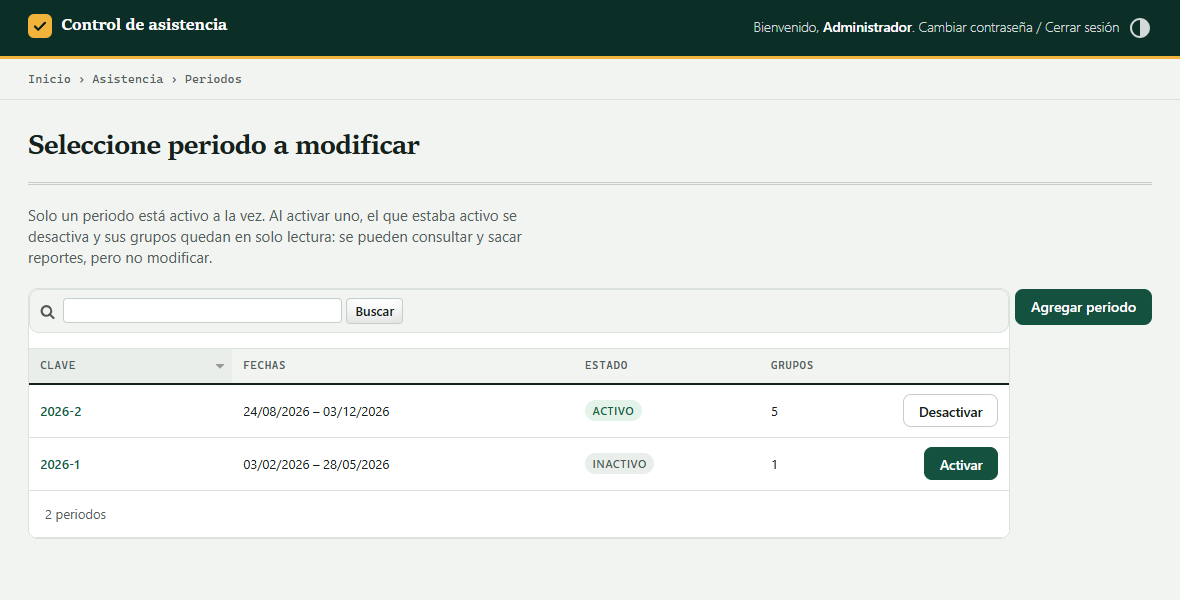 Control de asistencia
Bienvenido, Administrador. Cambiar contraseña / Cerrar sesión
Inicio › Asistencia › Periodos
Seleccione periodo a modificar
Solo un periodo está activo a la vez. Al activar uno, el que estaba activo se
desactiva y sus grupos quedan en solo lectura: se pueden consultar y sacar
reportes, pero no modificar.
Buscar
Agregar periodo
CLAVE FECHAS ESTADO GRUPOS
2026-2 24/08/2026 – 03/12/2026 ACTIVO 5 Desactivar
2026-1 03/02/2026 – 28/05/2026 INACTIVO 1 Activar
2 periodos